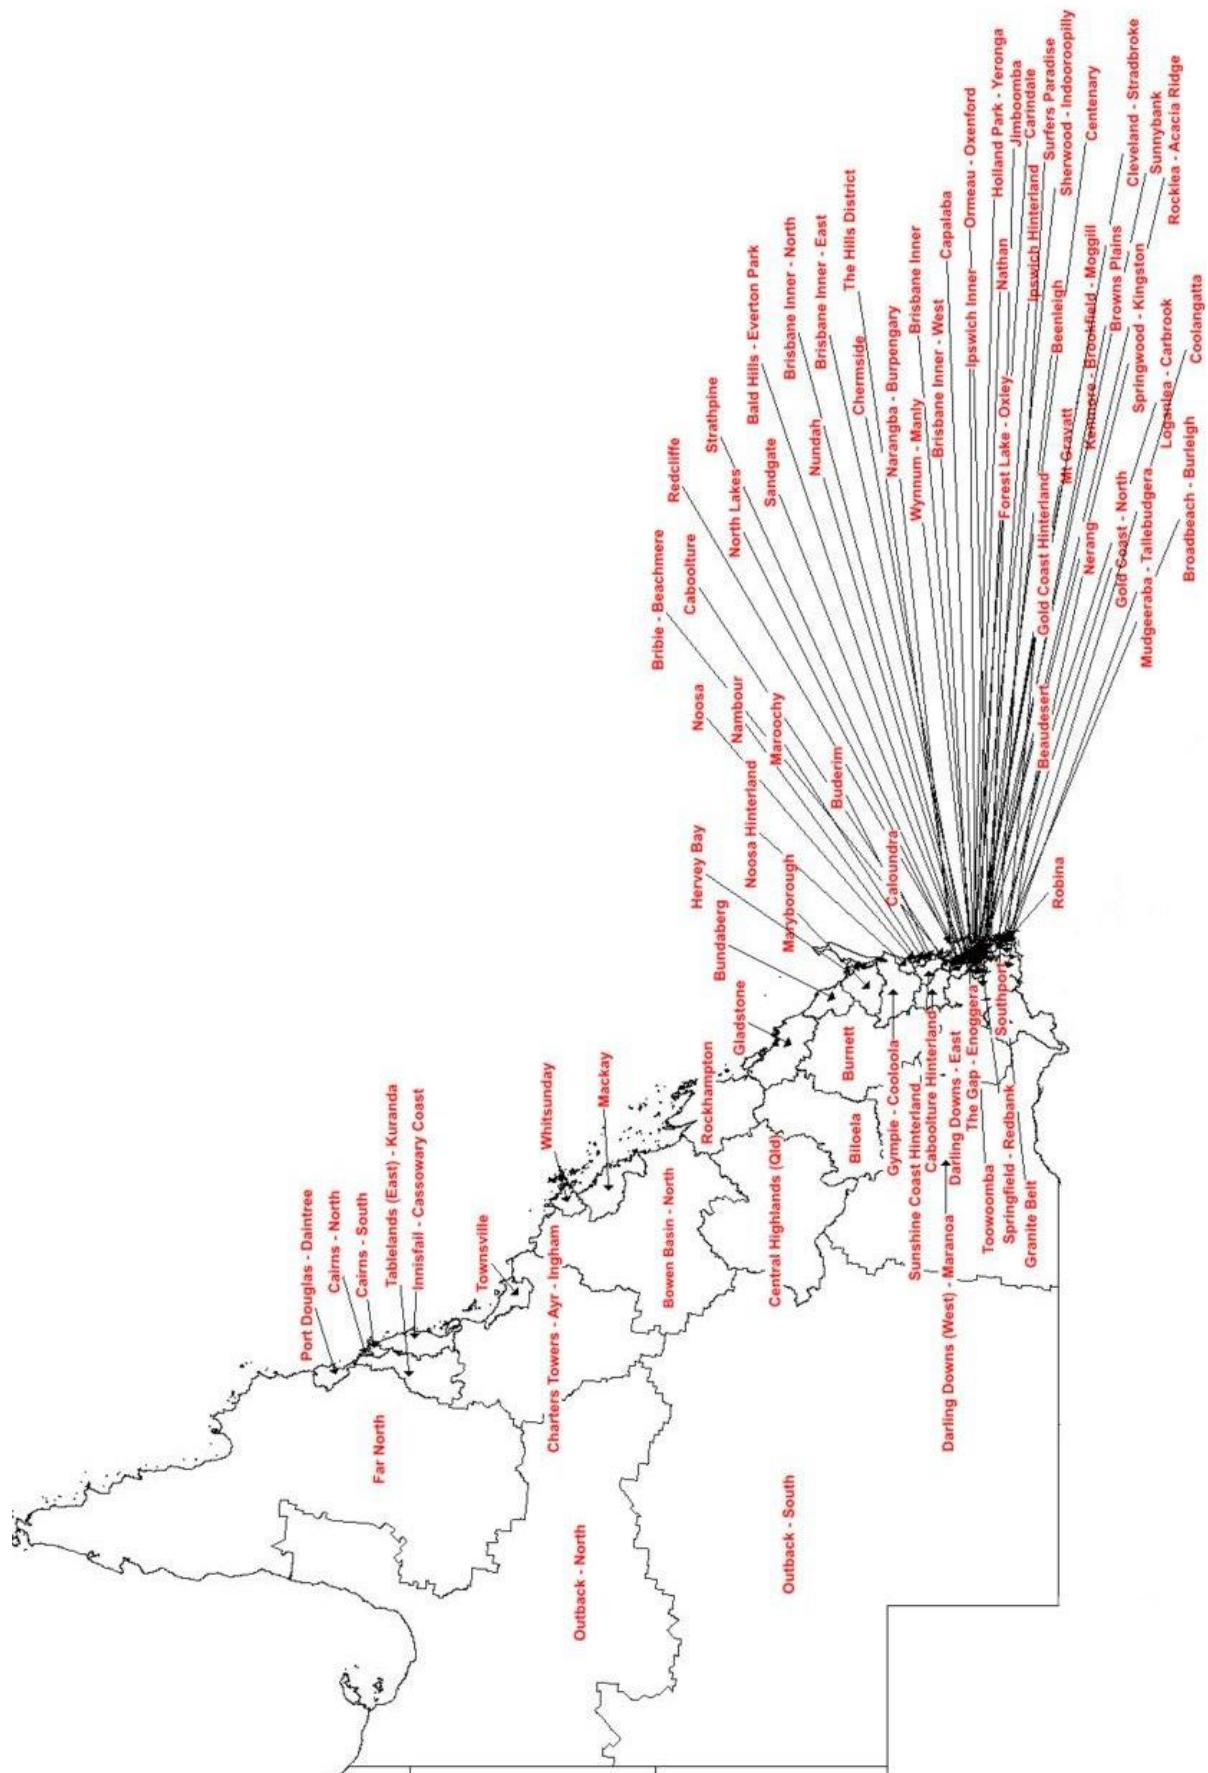 Port Douglas - Daintree
Cairns - North
Cairns - South
Tablelands (East) - Kuranda
Innisfail - Cassowary Coast
Far North
Townsville
Whitsunday
Charters Towers - Ayr - Ingham
Mackay
Outback - North
Bowen Basin - North
Rockhampton
Gladstone
Central Highlands (Qld)
Outback - South
Bundaberg
Hervey Bay
Noosa Hinterland
Maryborough
Burnett
Biloela
Gympie - Cooloola
Bribie - Beachmere
Noosa
Nambour
Maroochy
Buderim
Caloundra
Caboolture
Redcliffe
Strathpine
North Lakes
Sandgate
Bald Hills - Everton Park
Nundah
Brisbane Inner - North
Brisbane Inner - East
The Hills District
Chermside
Narangba - Burpengary
Wynnum - Manly
Brisbane Inner
Brisbane Inner - West
Capalaba
Ormeau - Oxenford
Ipswich Inner
Holland Park - Yeronga
Nathan
Forest Lake - Oxley
Jimboomba
Carindale
Ipswich Hinterland
Surfers Paradise
Sherwood - Indooroopilly
Beenleigh
Gold Coast Hinterland
Beaudesert
Robina
Mt Gravatt
Centenary
Kenmore - Brookfield - Moggill
Nerang
Browns Plains
Gold Coast - North
Cleveland - Stradbroke
Springwood - Kingston
Mudgeeraba - Tallebudgera
Sunnybank
Loganlea - Carbrook
Rocklea - Acacia Ridge
Broadbeach - Burleigh
Coolangatta
Sunshine Coast Hinterland
Caboolture Hinterland
Darling Downs (West) - Maranoa
Darling Downs - East
The Gap - Enoggera
Toowoomba
Southport
Springfield - Redbank
Granite Belt